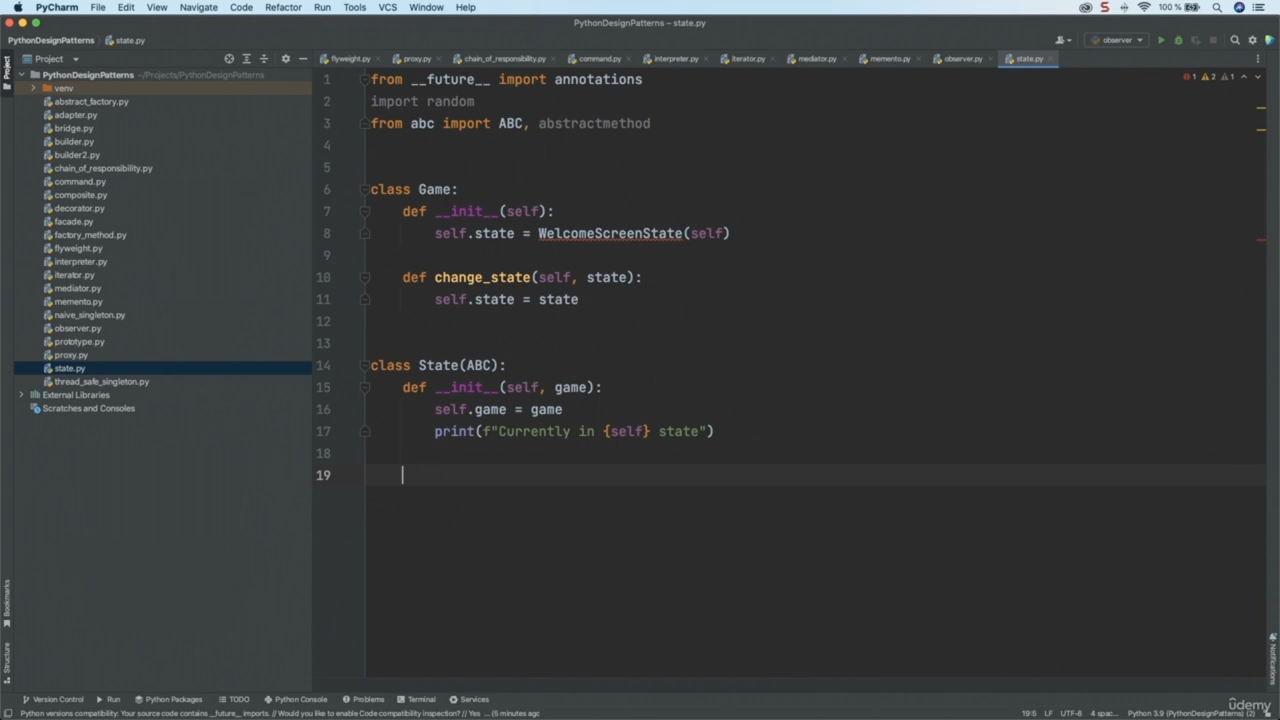 PyCharm File Edit View Navigate Code Refactor Run Tools VCS Window Help 100 %
PythonDesignPatterns – state.py
PythonDesignPatterns state.py observer
Project
flyweight.py proxy.py chain_of_responsibility.py command.py interpreter.py iterator.py mediator.py memento.py observer.py state.py
Project
PythonDesignPatterns ~/Projects/PythonDesignPatterns
venv
abstract_factory.py
adapter.py
bridge.py
builder.py
builder2.py
chain_of_responsibility.py
command.py
composite.py
decorator.py
facade.py
factory_method.py
flyweight.py
interpreter.py
iterator.py
mediator.py
memento.py
naive_singleton.py
observer.py
prototype.py
proxy.py
state.py
thread_safe_singleton.py
External Libraries
Scratches and Consoles
1 2 1
1 from __future__ import annotations
2 import random
3 from abc import ABC, abstractmethod
4
5
6 class Game:
7 def __init__(self):
8 self.state = WelcomeScreenState(self)
9
10 def change_state(self, state):
11 self.state = state
12
13
14 class State(ABC):
15 def __init__(self, game):
16 self.game = game
17 print(f"Currently in {self} state")
18
19
Bookmarks
Structure
Notifications
Version Control Run Python Packages TODO Python Console Problems Terminal Services
Python versions compatibility: Your source code contains __future__ imports. // Would you like to enable Code compatibility inspection? // Yes ... (5 minutes ago)
19:5 LF UTF-8 4 spac... Python 3.9 (PythonDesignPatterns) (2)
udemy